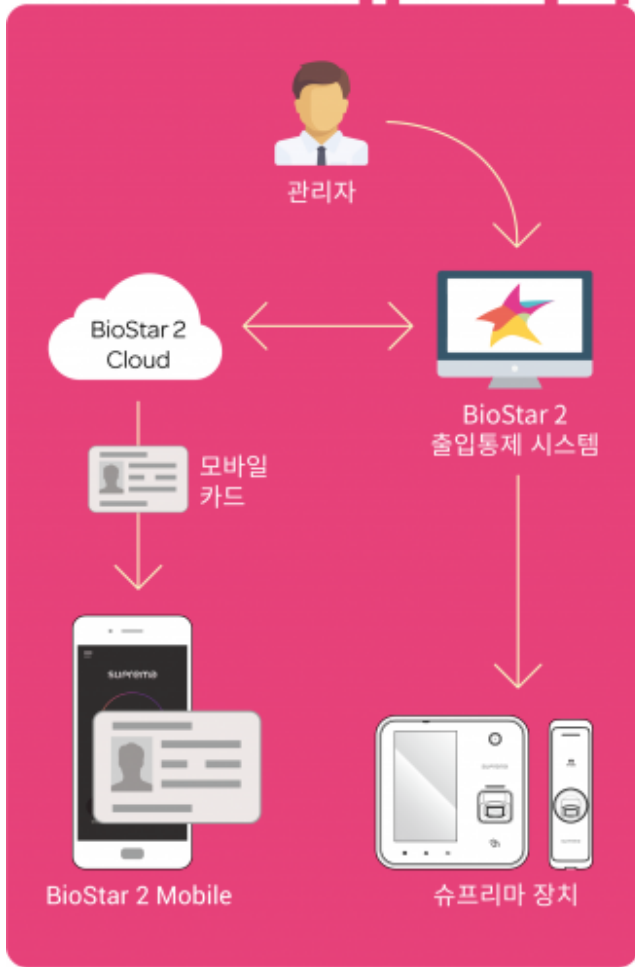 관리자
BioStar 2
Cloud
BioStar 2
출입통제 시스템
모바일
카드
suprema
suprema
BioStar 2 Mobile
슈프리마 장치